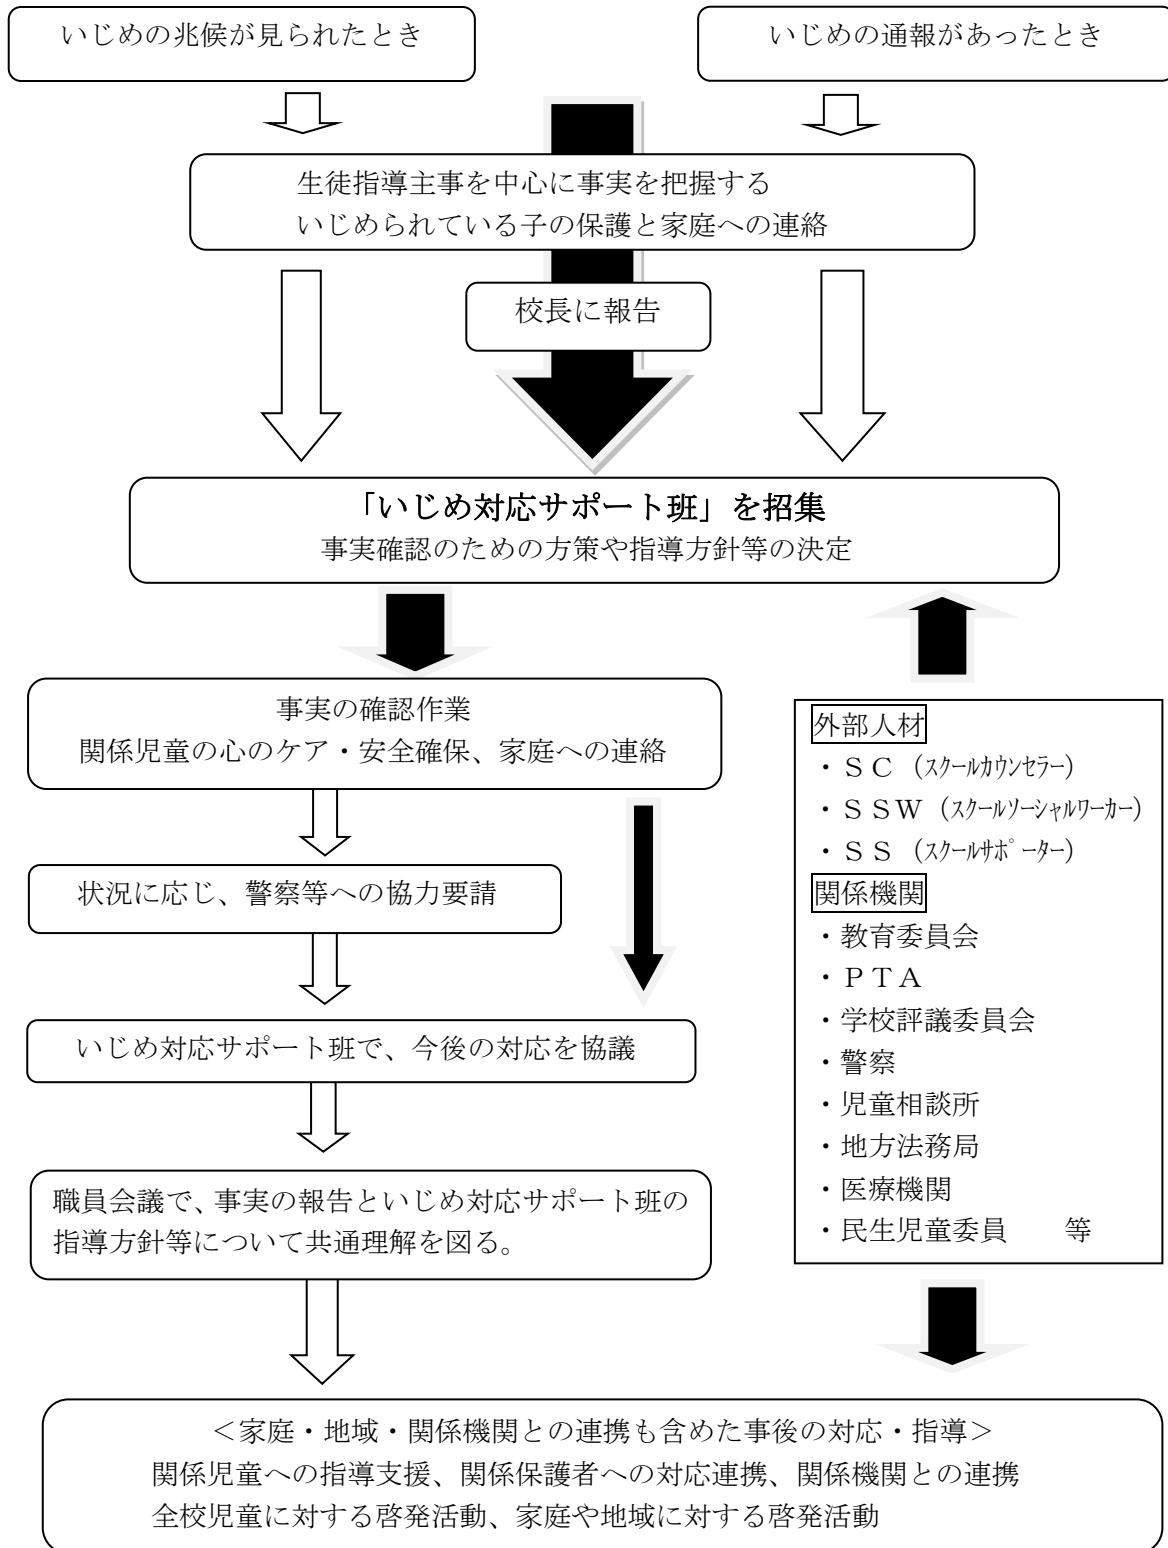 いじめの兆候が見られたとき
いじめの通報があったとき
生徒指導主事を中心に事実を把握する
いじめられている子の保護と家庭への連絡
校長に報告
「いじめ対応サポート班」を招集
事実確認のための方策や指導方針等の決定
事実の確認作業
関係児童の心のケア・安全確保、家庭への連絡
状況に応じ、警察等への協力要請
いじめ対応サポート班で、今後の対応を協議
職員会議で、事実の報告といじめ対応サポート班の
指導方針等について共通理解を図る。
外部人材
・ＳＣ（ｽｸｰﾙｶｳﾝｾﾗｰ）
・ＳＳＷ（ｽｸｰﾙｿｰｼｬﾙﾜｰｶｰ）
・ＳＳ（ｽｸｰﾙｻﾎﾟｰﾀｰ）
関係機関
・教育委員会
・ＰＴＡ
・学校評議委員会
・警察
・児童相談所
・地方法務局
・医療機関
・民生児童委員　　等
＜家庭・地域・関係機関との連携も含めた事後の対応・指導＞
関係児童への指導支援、関係保護者への対応連携、関係機関との連携
全校児童に対する啓発活動、家庭や地域に対する啓発活動